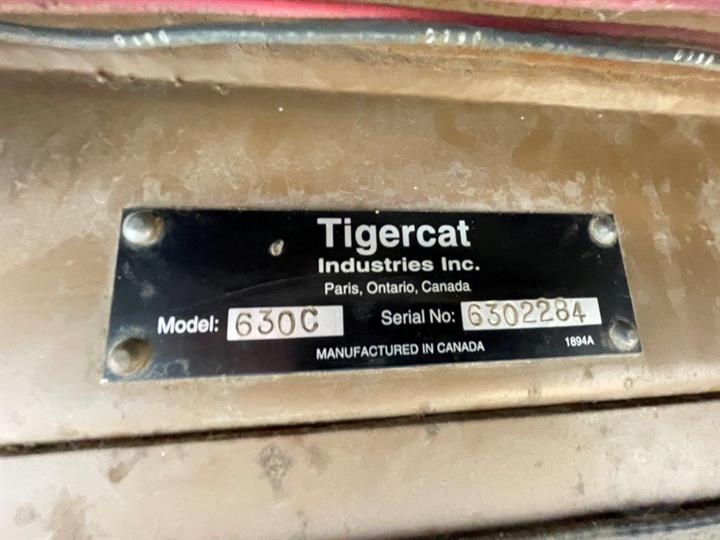 Tigercat
Industries Inc.
Paris, Ontario, Canada
Model: 630C Serial No: 6302284
MANUFACTURED IN CANADA 1894A